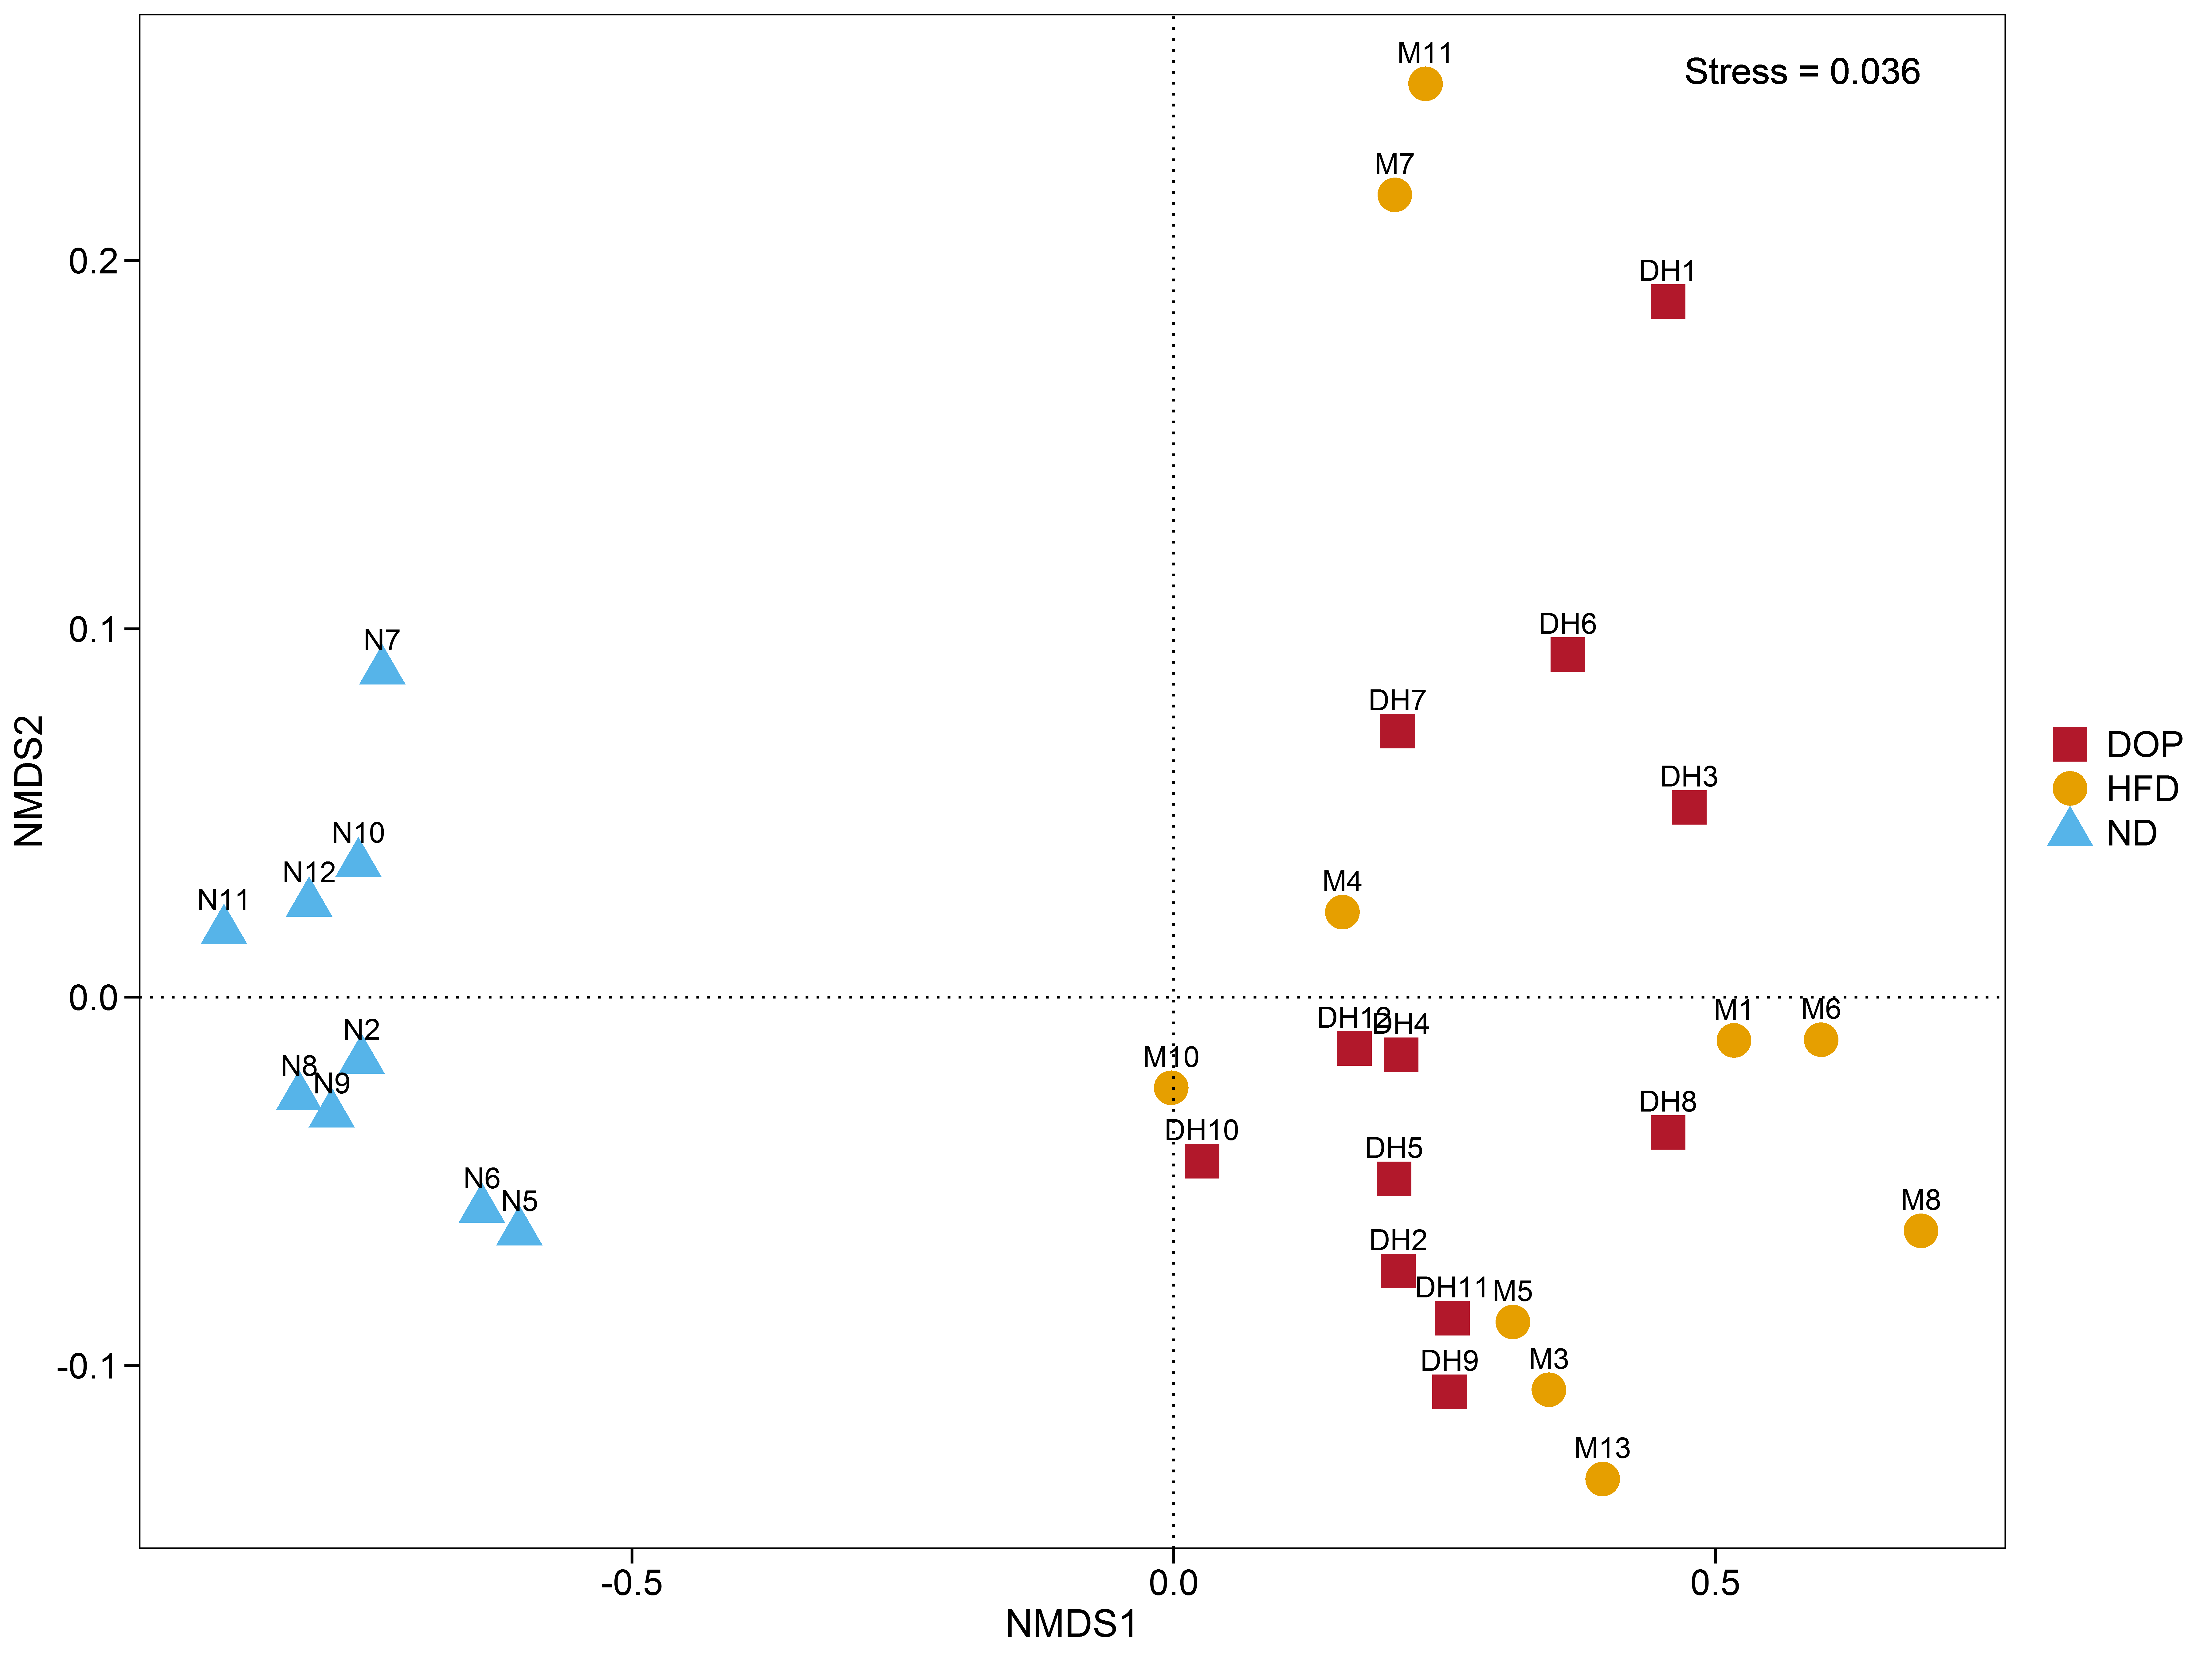 M11
Stress = 0.036
M7
0.2
DH1
0.1
N7
DH6
DH7
DH3
NMDS2
DOP
HFD
ND
N10
N12
N11
M4
0.0
N2
N8
N9
M10
DH12
DH4
M1
M6
DH10
DH5
DH8
N6
N5
M8
DH2
DH11
M5
-0.1
DH9
M3
M13
-0.5
0.0
0.5
NMDS1